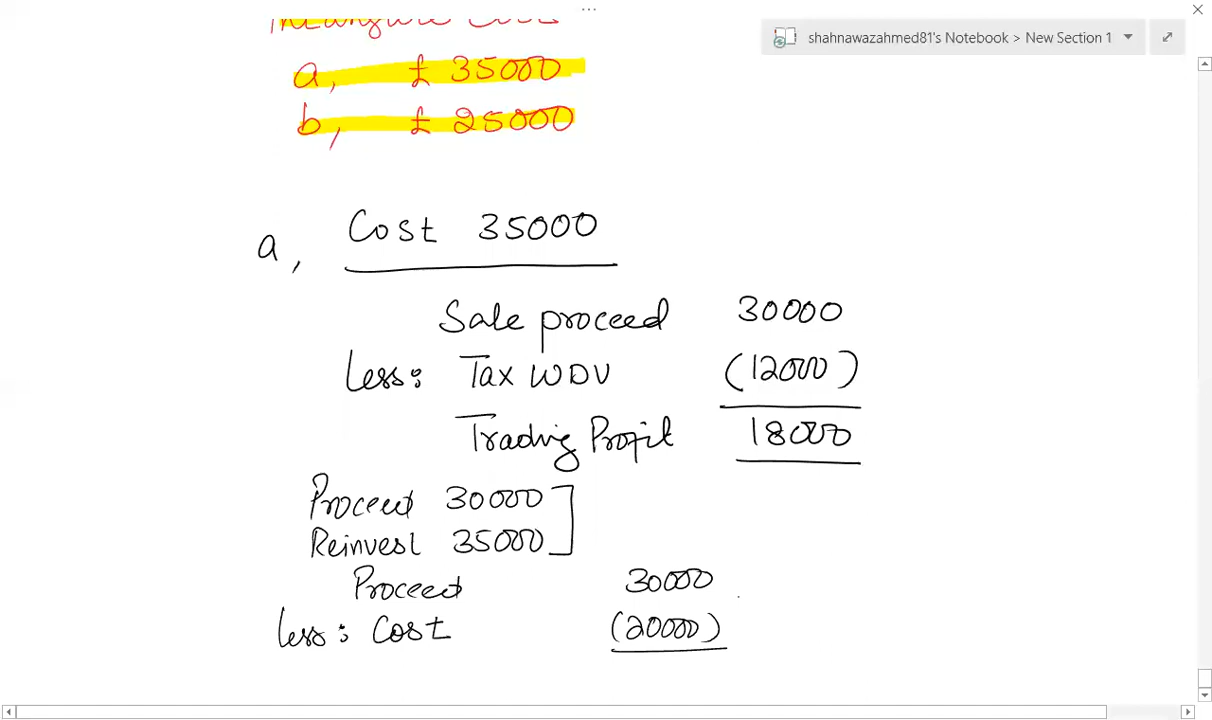 shahnawazahmed81's Notebook > New Section 1
Intangible
a, £ 35000
b, £ 25000
a, Cost 35000
Sale proceed 30000
less: Tax WDV (12000)
Trading Profit 18000
Proceed 30000
Reinvest 35000
Proceed 30000
less: Cost (20000)